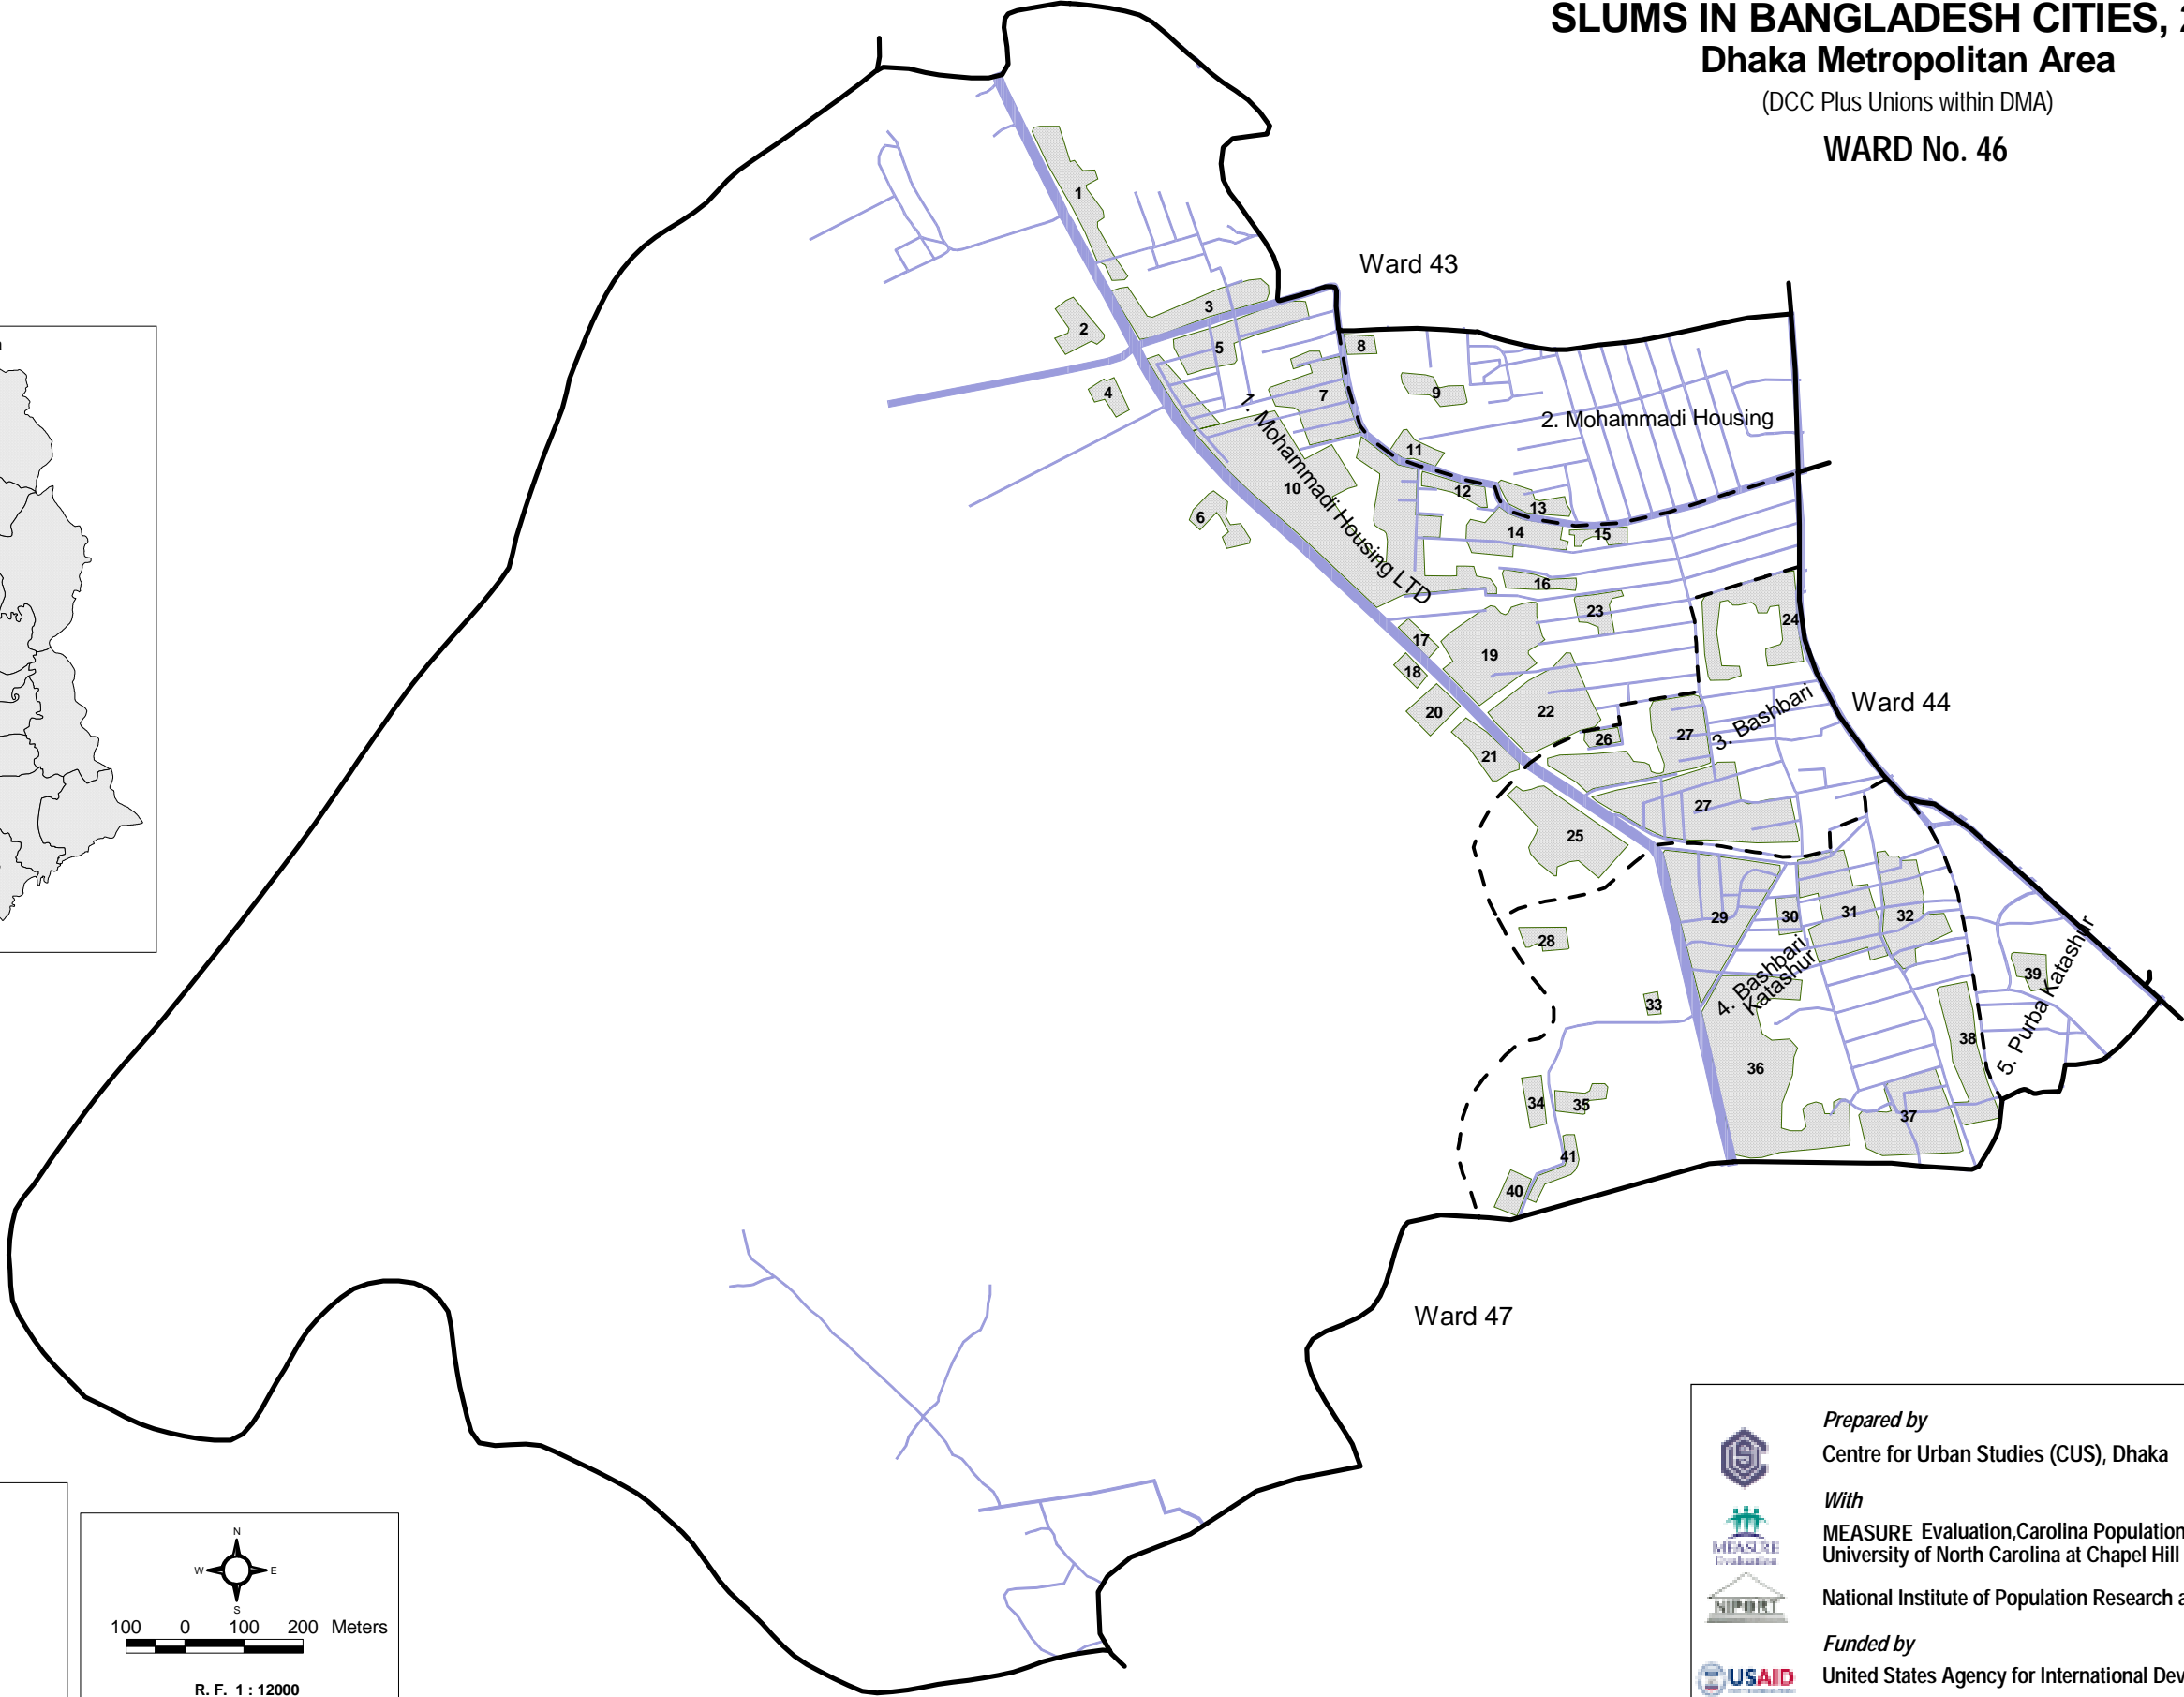 SLUMS IN BANGLADESH CITIES,
Dhaka Metropolitan Area
(DCC Plus Unions within DMA)
WARD No. 46
Ward 43
Ward 44
Ward 47
1. Mohammadi Housing LTD
2. Mohammadi Housing
3. Bashbari
4. Bashbari
Katashur
5. Purba Katashur
1
2
3
4
5
6
7
8
9
10
11
12
13
14
15
16
17
18
19
20
21
22
23
24
25
26
27
27
28
29
30
31
32
33
34
35
36
37
38
39
40
41
N
W E
S
100 0 100 200 Meters
R. F. 1 : 12000
Prepared by
Centre for Urban Studies (CUS), Dhaka
With
MEASURE Evaluation,Carolina Population
University of North Carolina at Chapel Hill
MEASURE
Evaluation
National Institute of Population Research
NIPORT
Funded by
USAID
United States Agency for International